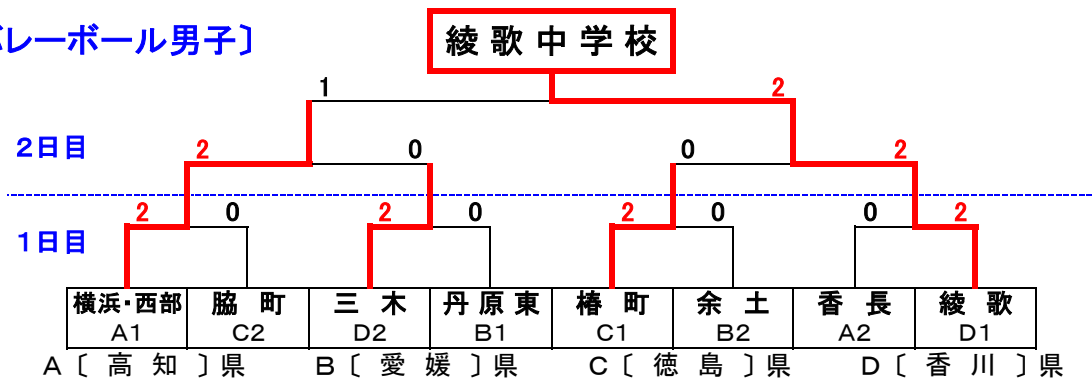 バレーボール男子〕
綾歌中学校
1 2
2日目
2 0 0 2
2 0 2 0 2 0 0 2
1日目
横浜・西部 脇町 三木 丹原東 椿町 余土 香長 綾歌
A1 C2 D2 B1 C1 B2 A2 D1
A〔高知〕県 B〔愛媛〕県 C〔徳島〕県 D〔香川〕県